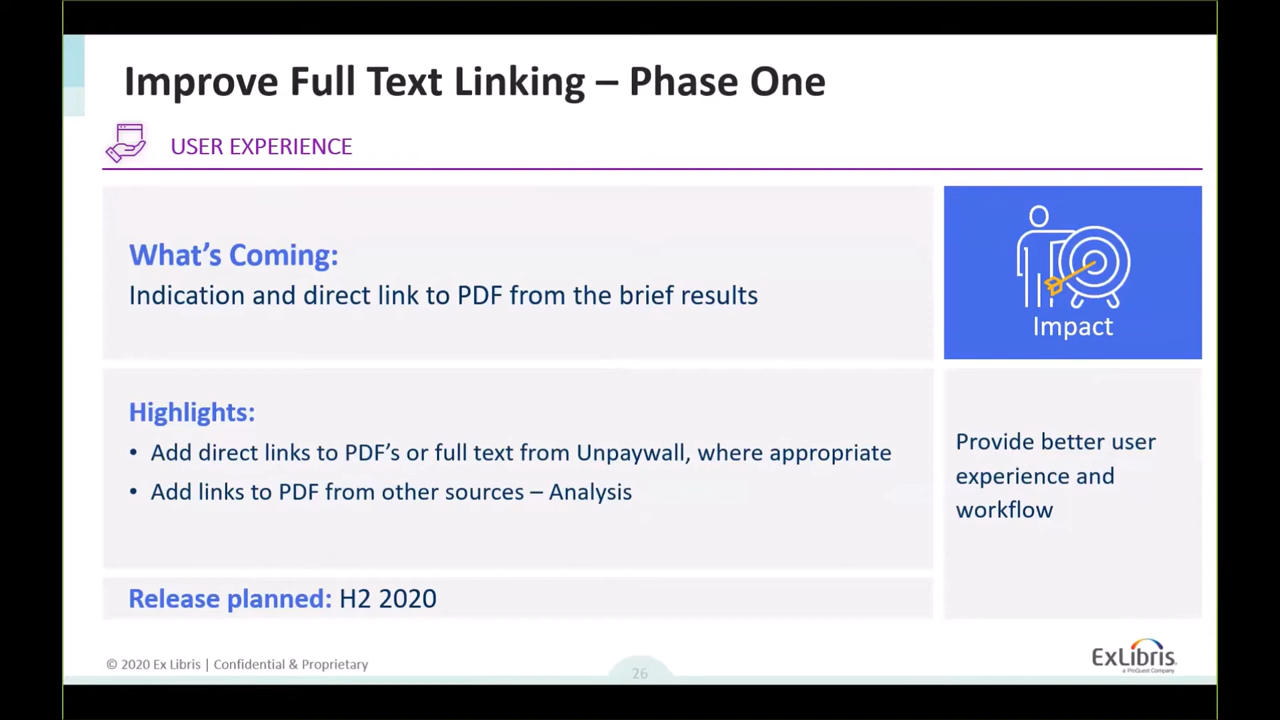 Improve Full Text Linking – Phase One
USER EXPERIENCE
What's Coming:
Indication and direct link to PDF from the brief results
Impact
Highlights:
• Add direct links to PDF's or full text from Unpaywall, where appropriate
• Add links to PDF from other sources – Analysis
Provide better user
experience and
workflow
Release planned: H2 2020
© 2020 Ex Libris | Confidential & Proprietary
26
ExLibris
a ProQuest Company